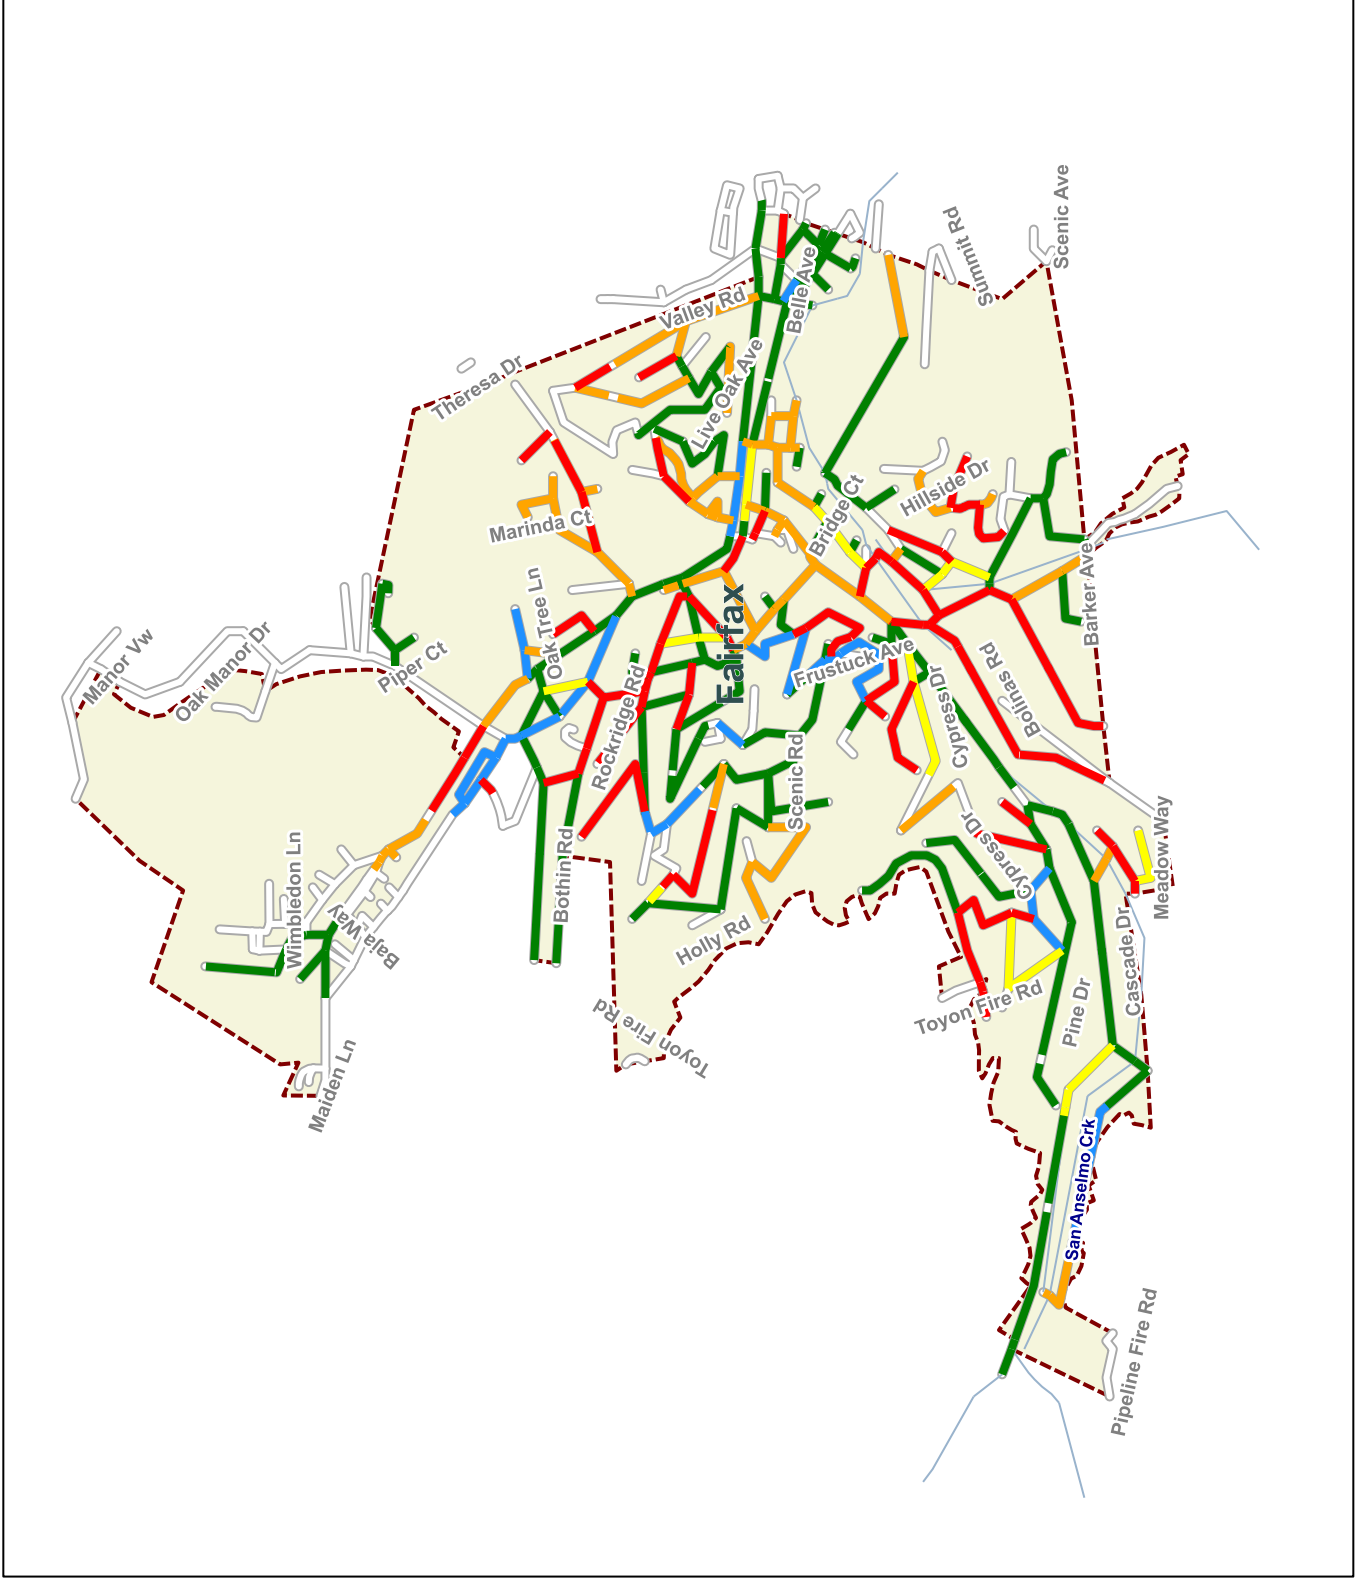 Scenic Ave
Summit Rd
Belle Ave
Valley Rd
Theresa Dr
Live Oak Ave
Hillside Dr
Bridge Ct
Marinda Ct
Barker Ave
Oak Tree Ln
Fairfax
Manor Vw
Oak Manor Dr
Piper Ct
Frustuck Ave
Bolinas Rd
Cypress Dr
Rockridge Rd
Scenic Rd
Cypress Dr
Meadow Way
Wimbledon Ln
Bothin Rd
Baja Way
Holly Rd
Cascade Dr
Toyon Fire Rd
Pine Dr
Toyon Fire Rd
Maiden Ln
San Anselmo Crk
Pipeline Fire Rd